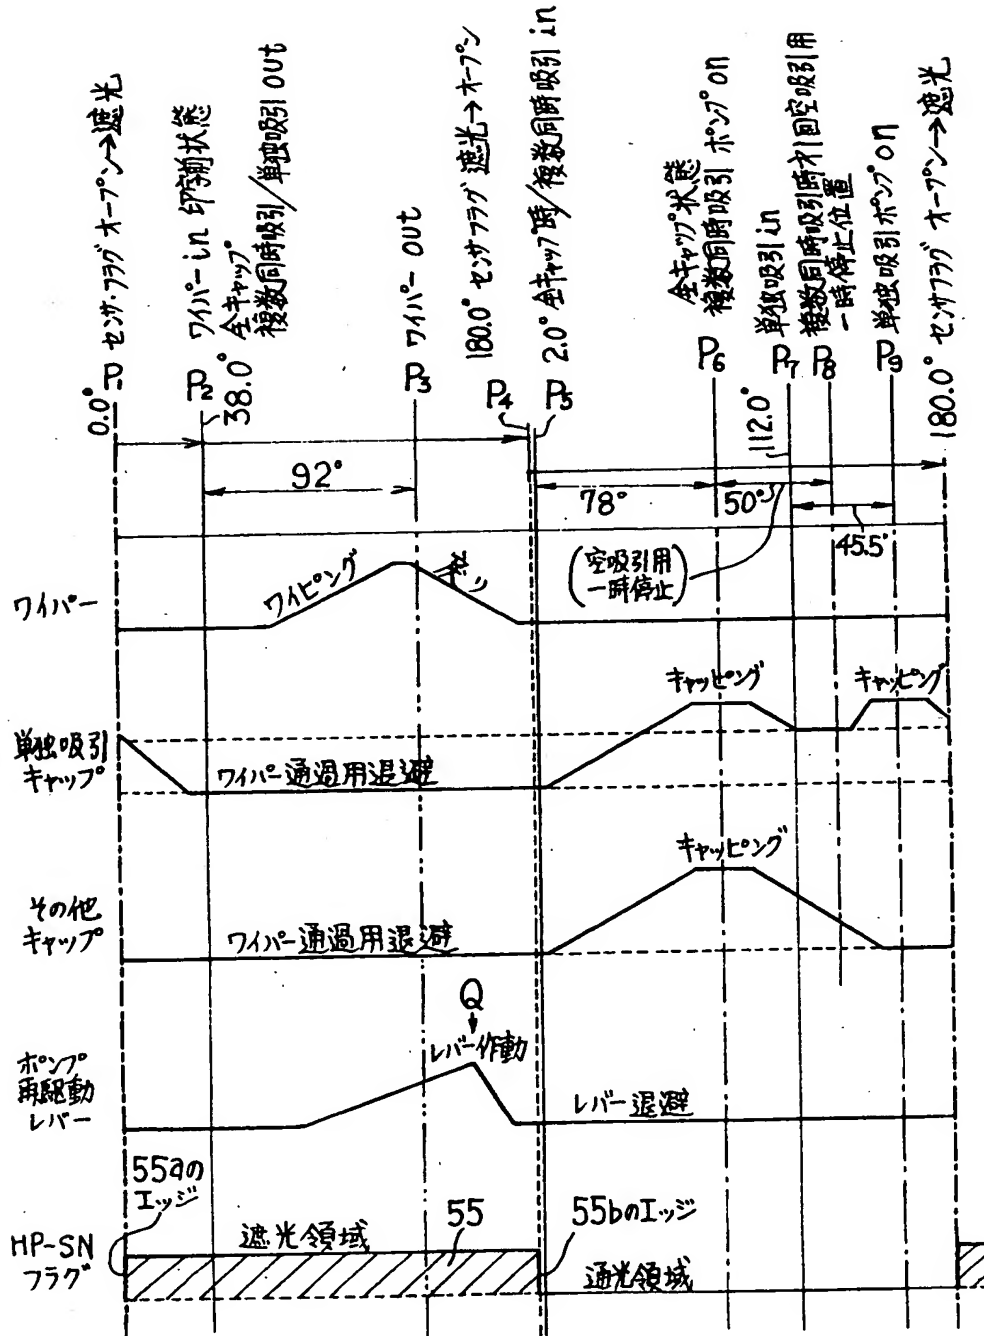 0.0° P1 センサ・フラグ オープン→遮光
P2 ワイパー in 印字前状態
38.0° 全キャップ
複数同時吸引/単独吸引 out
P3 ワイパー out
P4 180.0° センサフラグ 遮光→オープン
P5 2.0° 全キャップ時/複数同時吸引 in
P6 全キャップ状態
複数同時吸引 ポンプ on
112.0° P7 単独吸引 in
P8 複数同時吸引時才1回空吸引用
一時停止位置
P9 単独吸引ポンプ on
180.0° センサフラグ オープン→遮光
92°
78°
50°
45.5°
(空吸引用
一時停止)
ワイパー
ワイピング
戻り
単独吸引
キャップ
ワイパー通過用退避
キャッピング
キャッピング
その他
キャップ
ワイパー通過用退避
キャッピング
ポンプ
再駆動
レバー
Q
レバー作動
レバー退避
55aの
エッジ
HP-SN
フラグ
遮光領域
55
55bのエッジ
通光領域